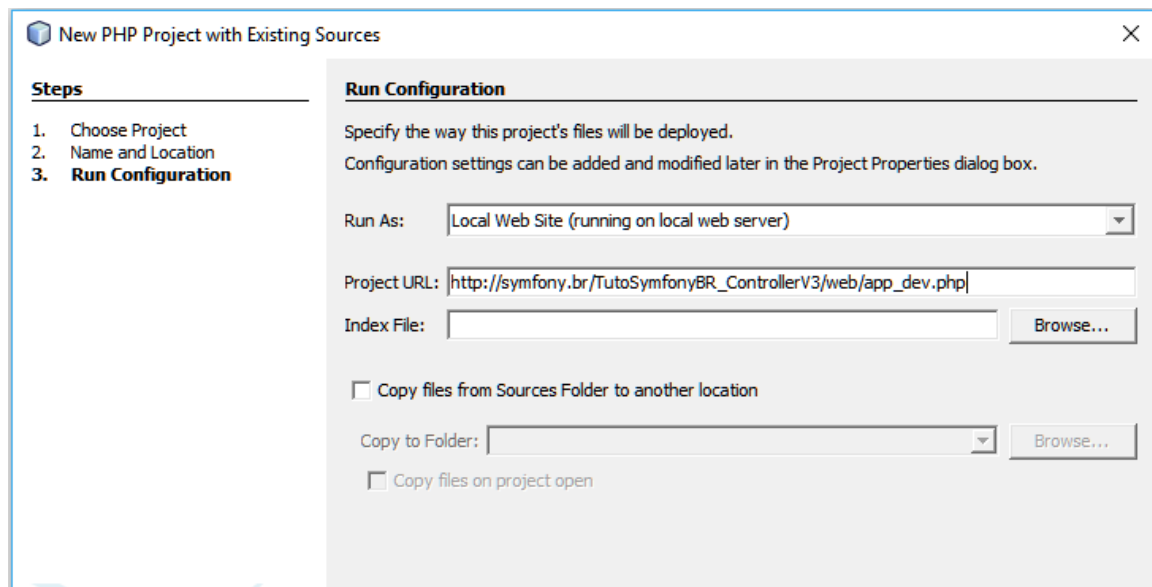 New PHP Project with Existing Sources
Steps
1. Choose Project
2. Name and Location
3. Run Configuration
Run Configuration
Specify the way this project's files will be deployed.
Configuration settings can be added and modified later in the Project Properties dialog box.
Run As: Local Web Site (running on local web server)
Project URL: http://symfony.br/TutoSymfonyBR_ControllerV3/web/app_dev.php
Index File: Browse...
Copy files from Sources Folder to another location
Copy to Folder: Browse...
Copy files on project open